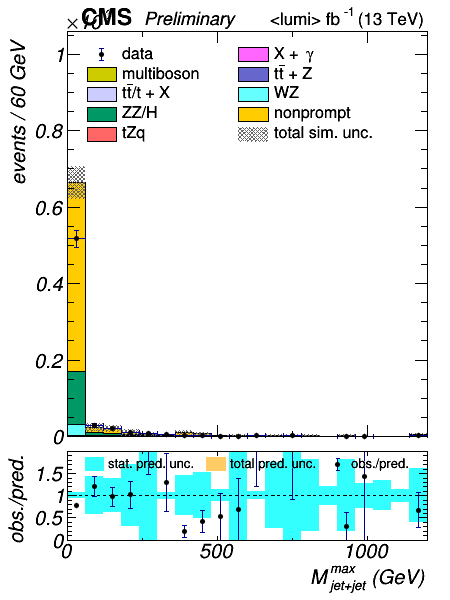 ×10 CMS Preliminary <lumi> fb⁻¹ (13 TeV)
events / 60 GeV
1
0.8
0.6
0.4
0.2
0
data
multiboson
tt̄/t + X
ZZ/H
tZq
X + γ
tt̄ + Z
WZ
nonprompt
total sim. unc.
obs./pred.
1.5
1
0.5
0
stat. pred. unc. total pred. unc. obs./pred.
0 500 1000
M^max_jet+jet (GeV)